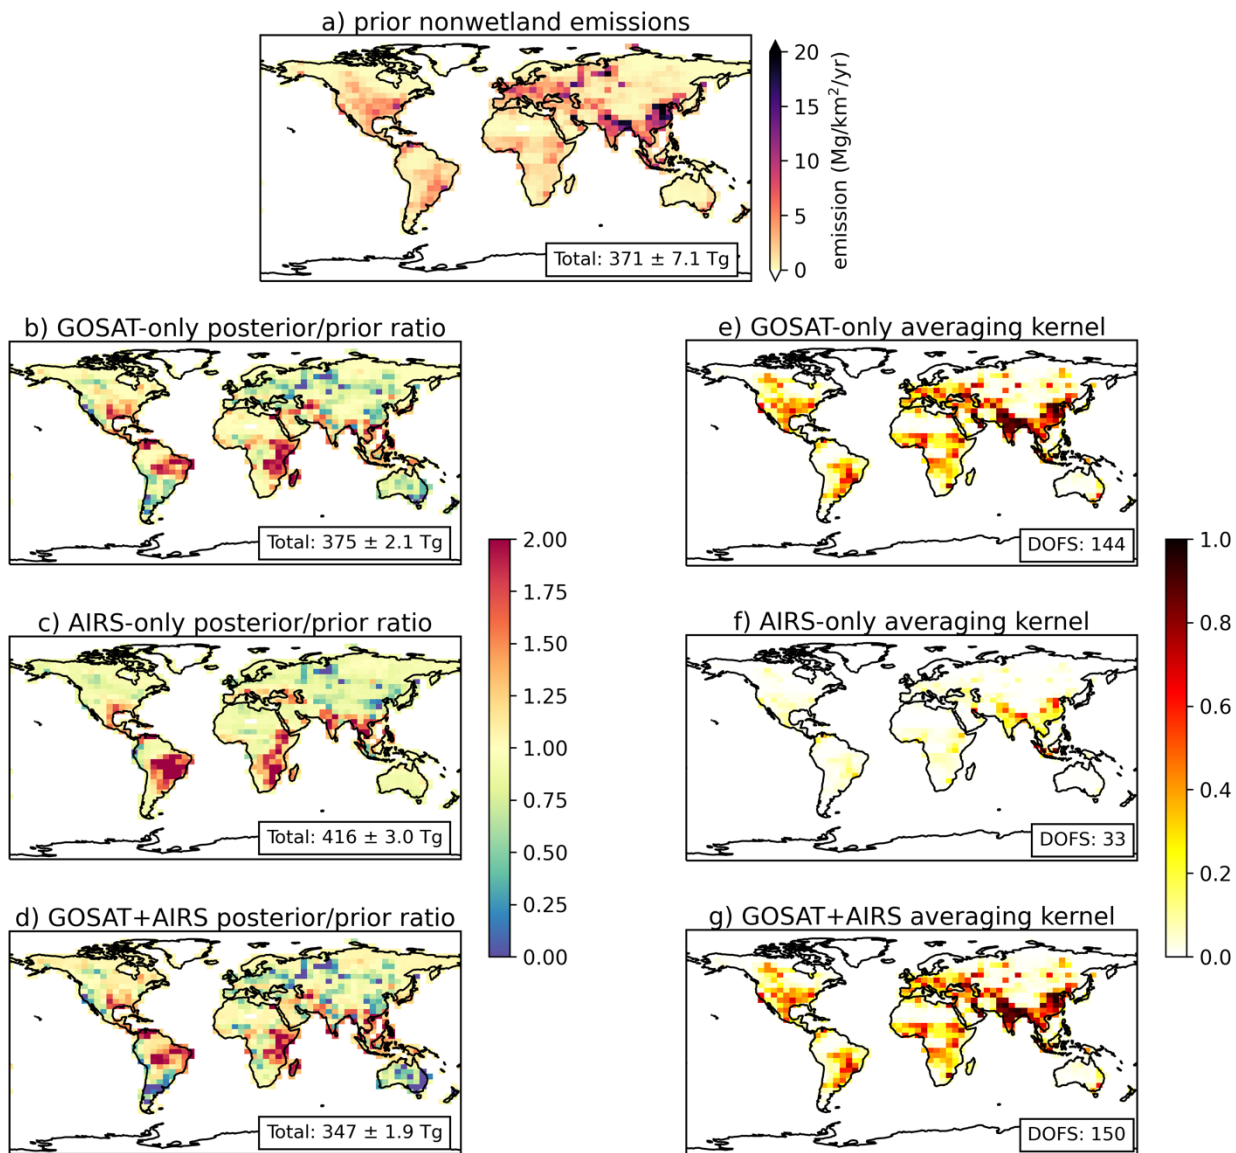 a) prior nonwetland emissions
20
15
10
5
0
emission (Mg/km²/yr)
Total: 371 ± 7.1 Tg
b) GOSAT-only posterior/prior ratio
Total: 375 ± 2.1 Tg
e) GOSAT-only averaging kernel
DOFS: 144
c) AIRS-only posterior/prior ratio
Total: 416 ± 3.0 Tg
2.00
1.75
1.50
1.25
1.00
0.75
0.50
0.25
0.00
f) AIRS-only averaging kernel
DOFS: 33
1.0
0.8
0.6
0.4
0.2
0.0
d) GOSAT+AIRS posterior/prior ratio
Total: 347 ± 1.9 Tg
g) GOSAT+AIRS averaging kernel
DOFS: 150